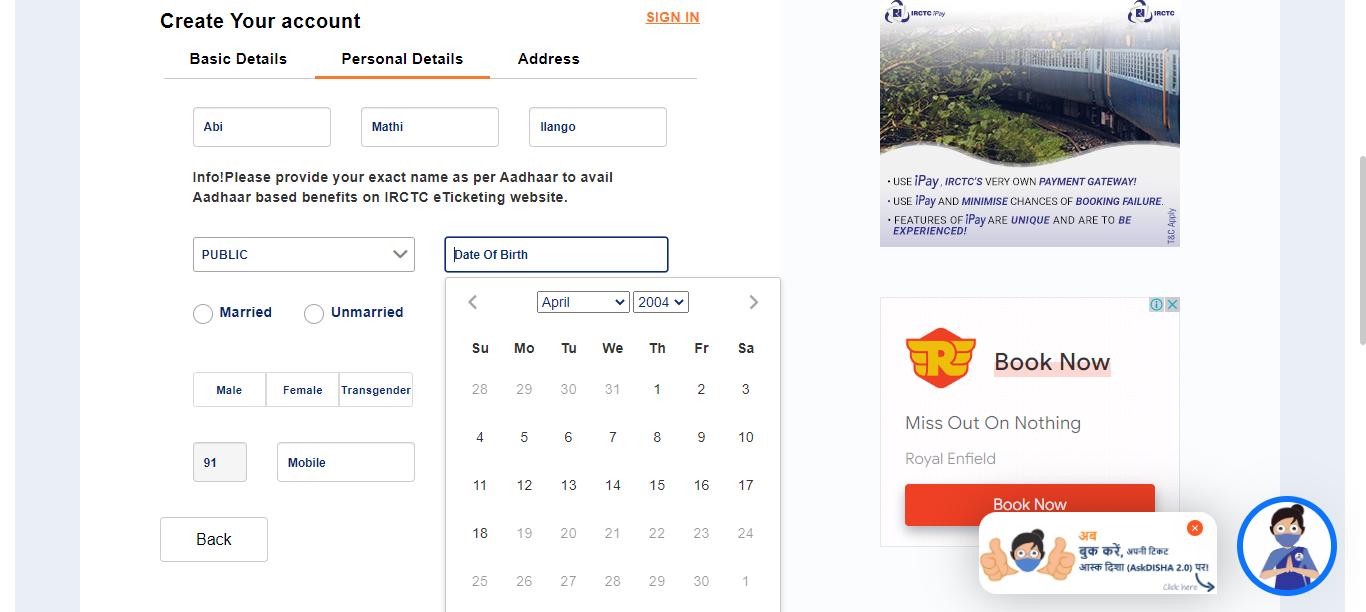 Create Your account
SIGN IN
Basic Details
Personal Details
Address
Abi
Mathi
Ilango
Info!Please provide your exact name as per Aadhaar to avail
Aadhaar based benefits on IRCTC eTicketing website.
PUBLIC
Date Of Birth
Married
Unmarried
Male
Female
Transgender
91
Mobile
Back
April
2004
Su Mo Tu We Th Fr Sa
28 29 30 31 1 2 3
4 5 6 7 8 9 10
11 12 13 14 15 16 17
18 19 20 21 22 23 24
25 26 27 28 29 30 1
IRCTC iPay
IRCTC
• USE iPay, IRCTC'S VERY OWN PAYMENT GATEWAY!
• USE iPay AND MINIMISE CHANCES OF BOOKING FAILURE.
• FEATURES OF iPay ARE UNIQUE AND ARE TO BE
EXPERIENCED!
T&C Apply
R
Book Now
Miss Out On Nothing
Royal Enfield
Book Now
अब
बुक करें, अपनी टिकट
आस्क दिशा (AskDISHA 2.0) पर!
Click here